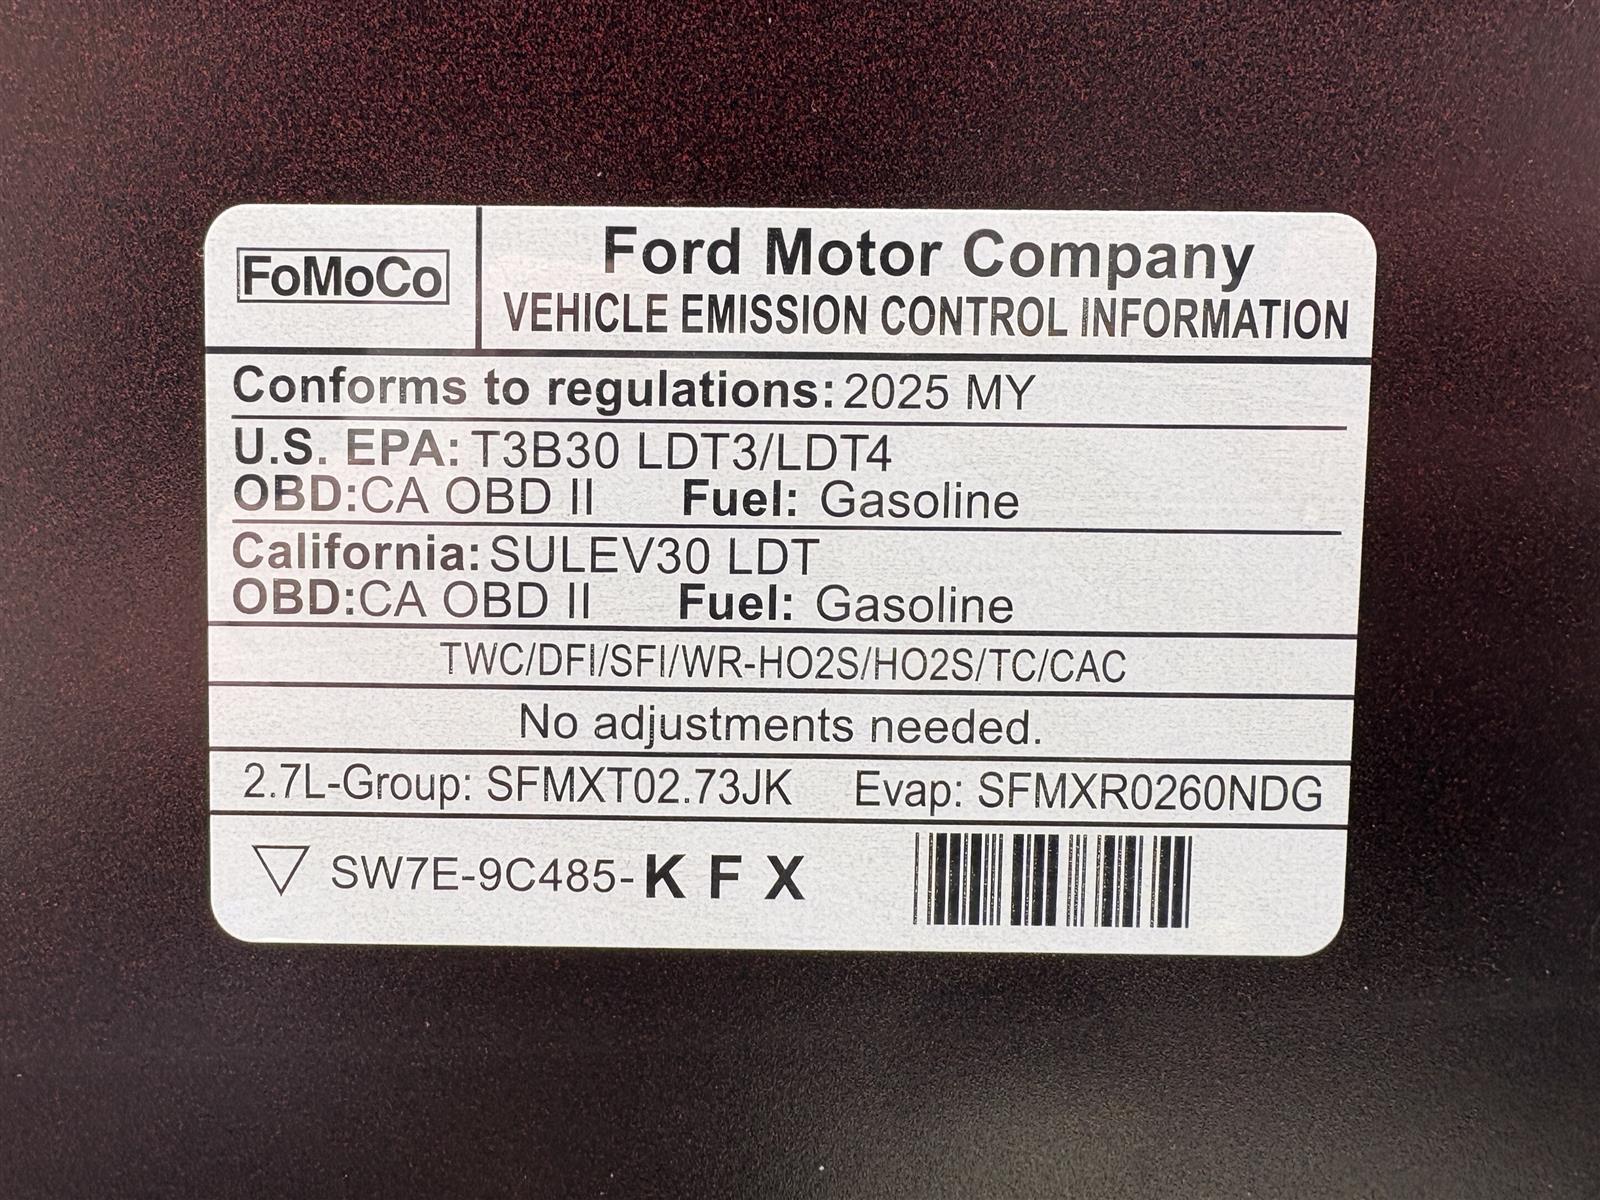 FoMoCo
Ford Motor Company
VEHICLE EMISSION CONTROL INFORMATION
Conforms to regulations: 2025 MY
U.S. EPA: T3B30 LDT3/LDT4
OBD:CA OBD II Fuel: Gasoline
California: SULEV30 LDT
OBD:CA OBD II Fuel: Gasoline
TWC/DFI/SFI/WR-HO2S/HO2S/TC/CAC
No adjustments needed.
2.7L-Group: SFMXT02.73JK Evap: SFMXR0260NDG
SW7E-9C485-K F X